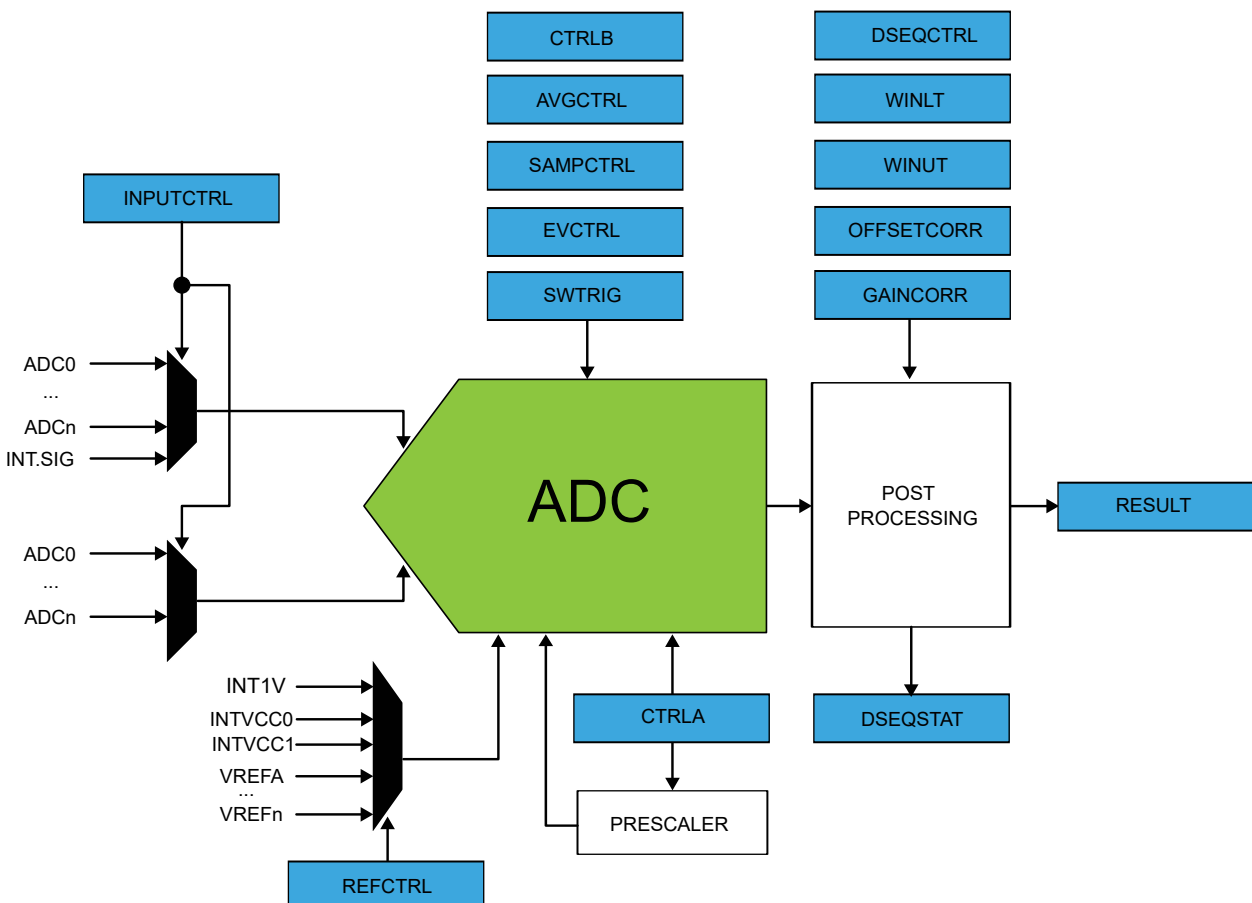 CTRLB
DSEQCTRL
AVGCTRL
WINLT
SAMPCTRL
WINUT
INPUTCTRL
EVCTRL
OFFSETCORR
SWTRIG
GAINCORR
ADC0
...
ADCn
INT.SIG
ADC
POST
PROCESSING
RESULT
ADC0
...
ADCn
INT1V
INTVCC0
INTVCC1
VREFA
...
VREFn
CTRLA
DSEQSTAT
PRESCALER
REFCTRL